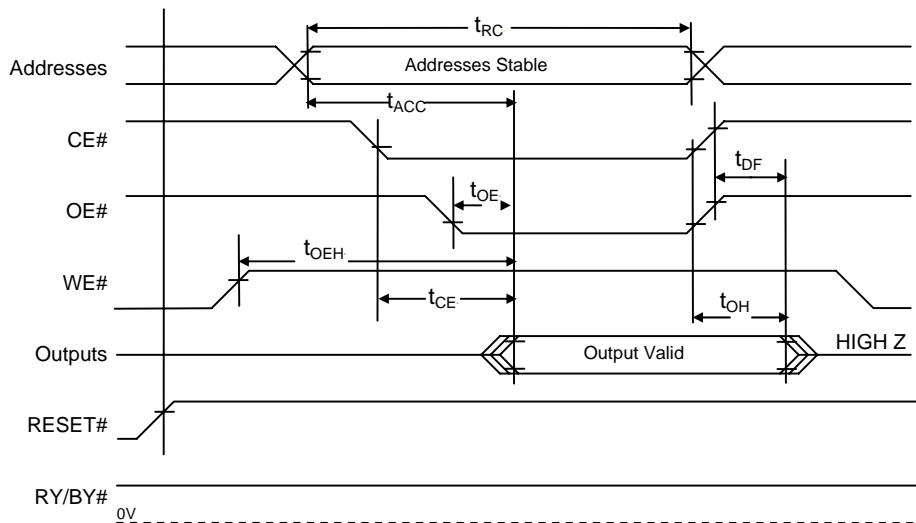 tRC
Addresses
Addresses Stable
tACC
CE#
tDF
OE#
tOE
tOEH
WE#
tCE
tOH
Outputs
Output Valid
HIGH Z
RESET#
RY/BY#
0V